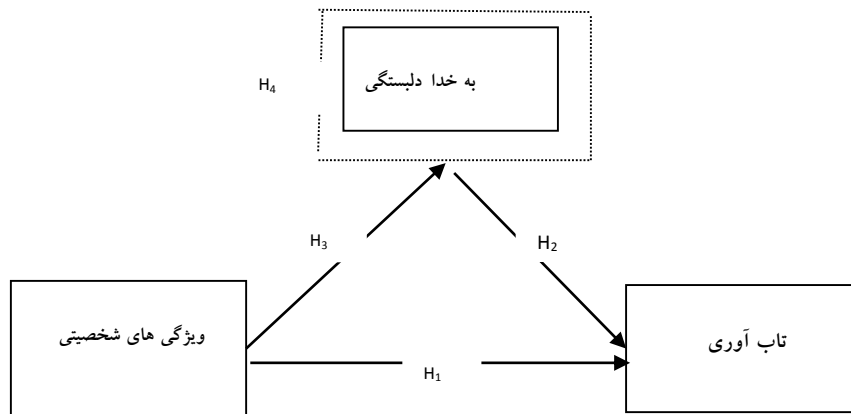 به خدا دلبستگی
H₄
H₃
H₂
ویژگی های شخصیتی
تاب آوری
H₁